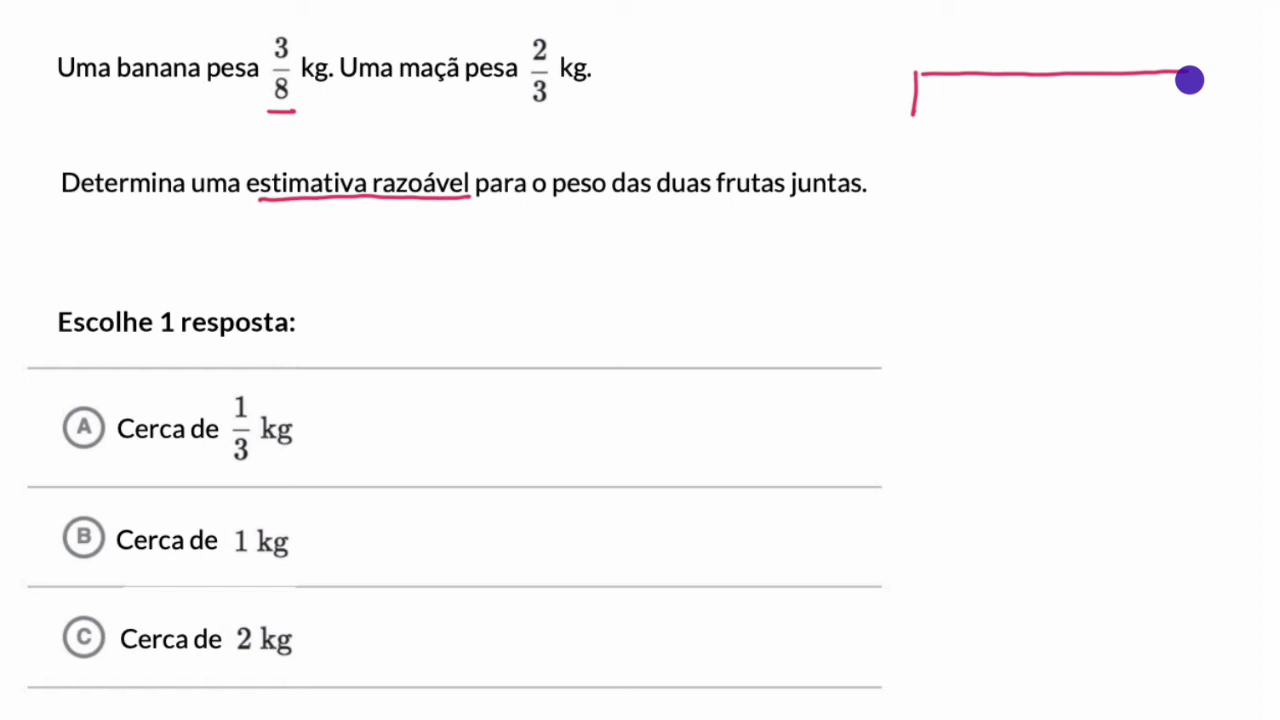 Uma banana pesa 3/8 kg. Uma maçã pesa 2/3 kg.
Determina uma estimativa razoável para o peso das duas frutas juntas.
Escolhe 1 resposta:
A Cerca de 1/3 kg
B Cerca de 1 kg
C Cerca de 2 kg